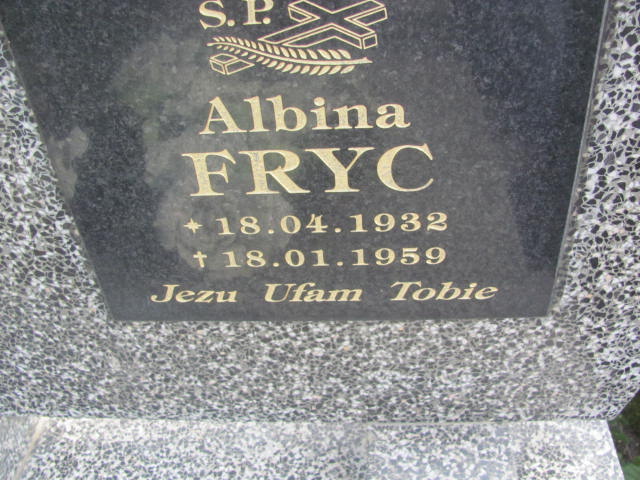 S.P.
Albina
FRYC
* 18.04.1932
† 18.01.1959
Jezu Ufam Tobie